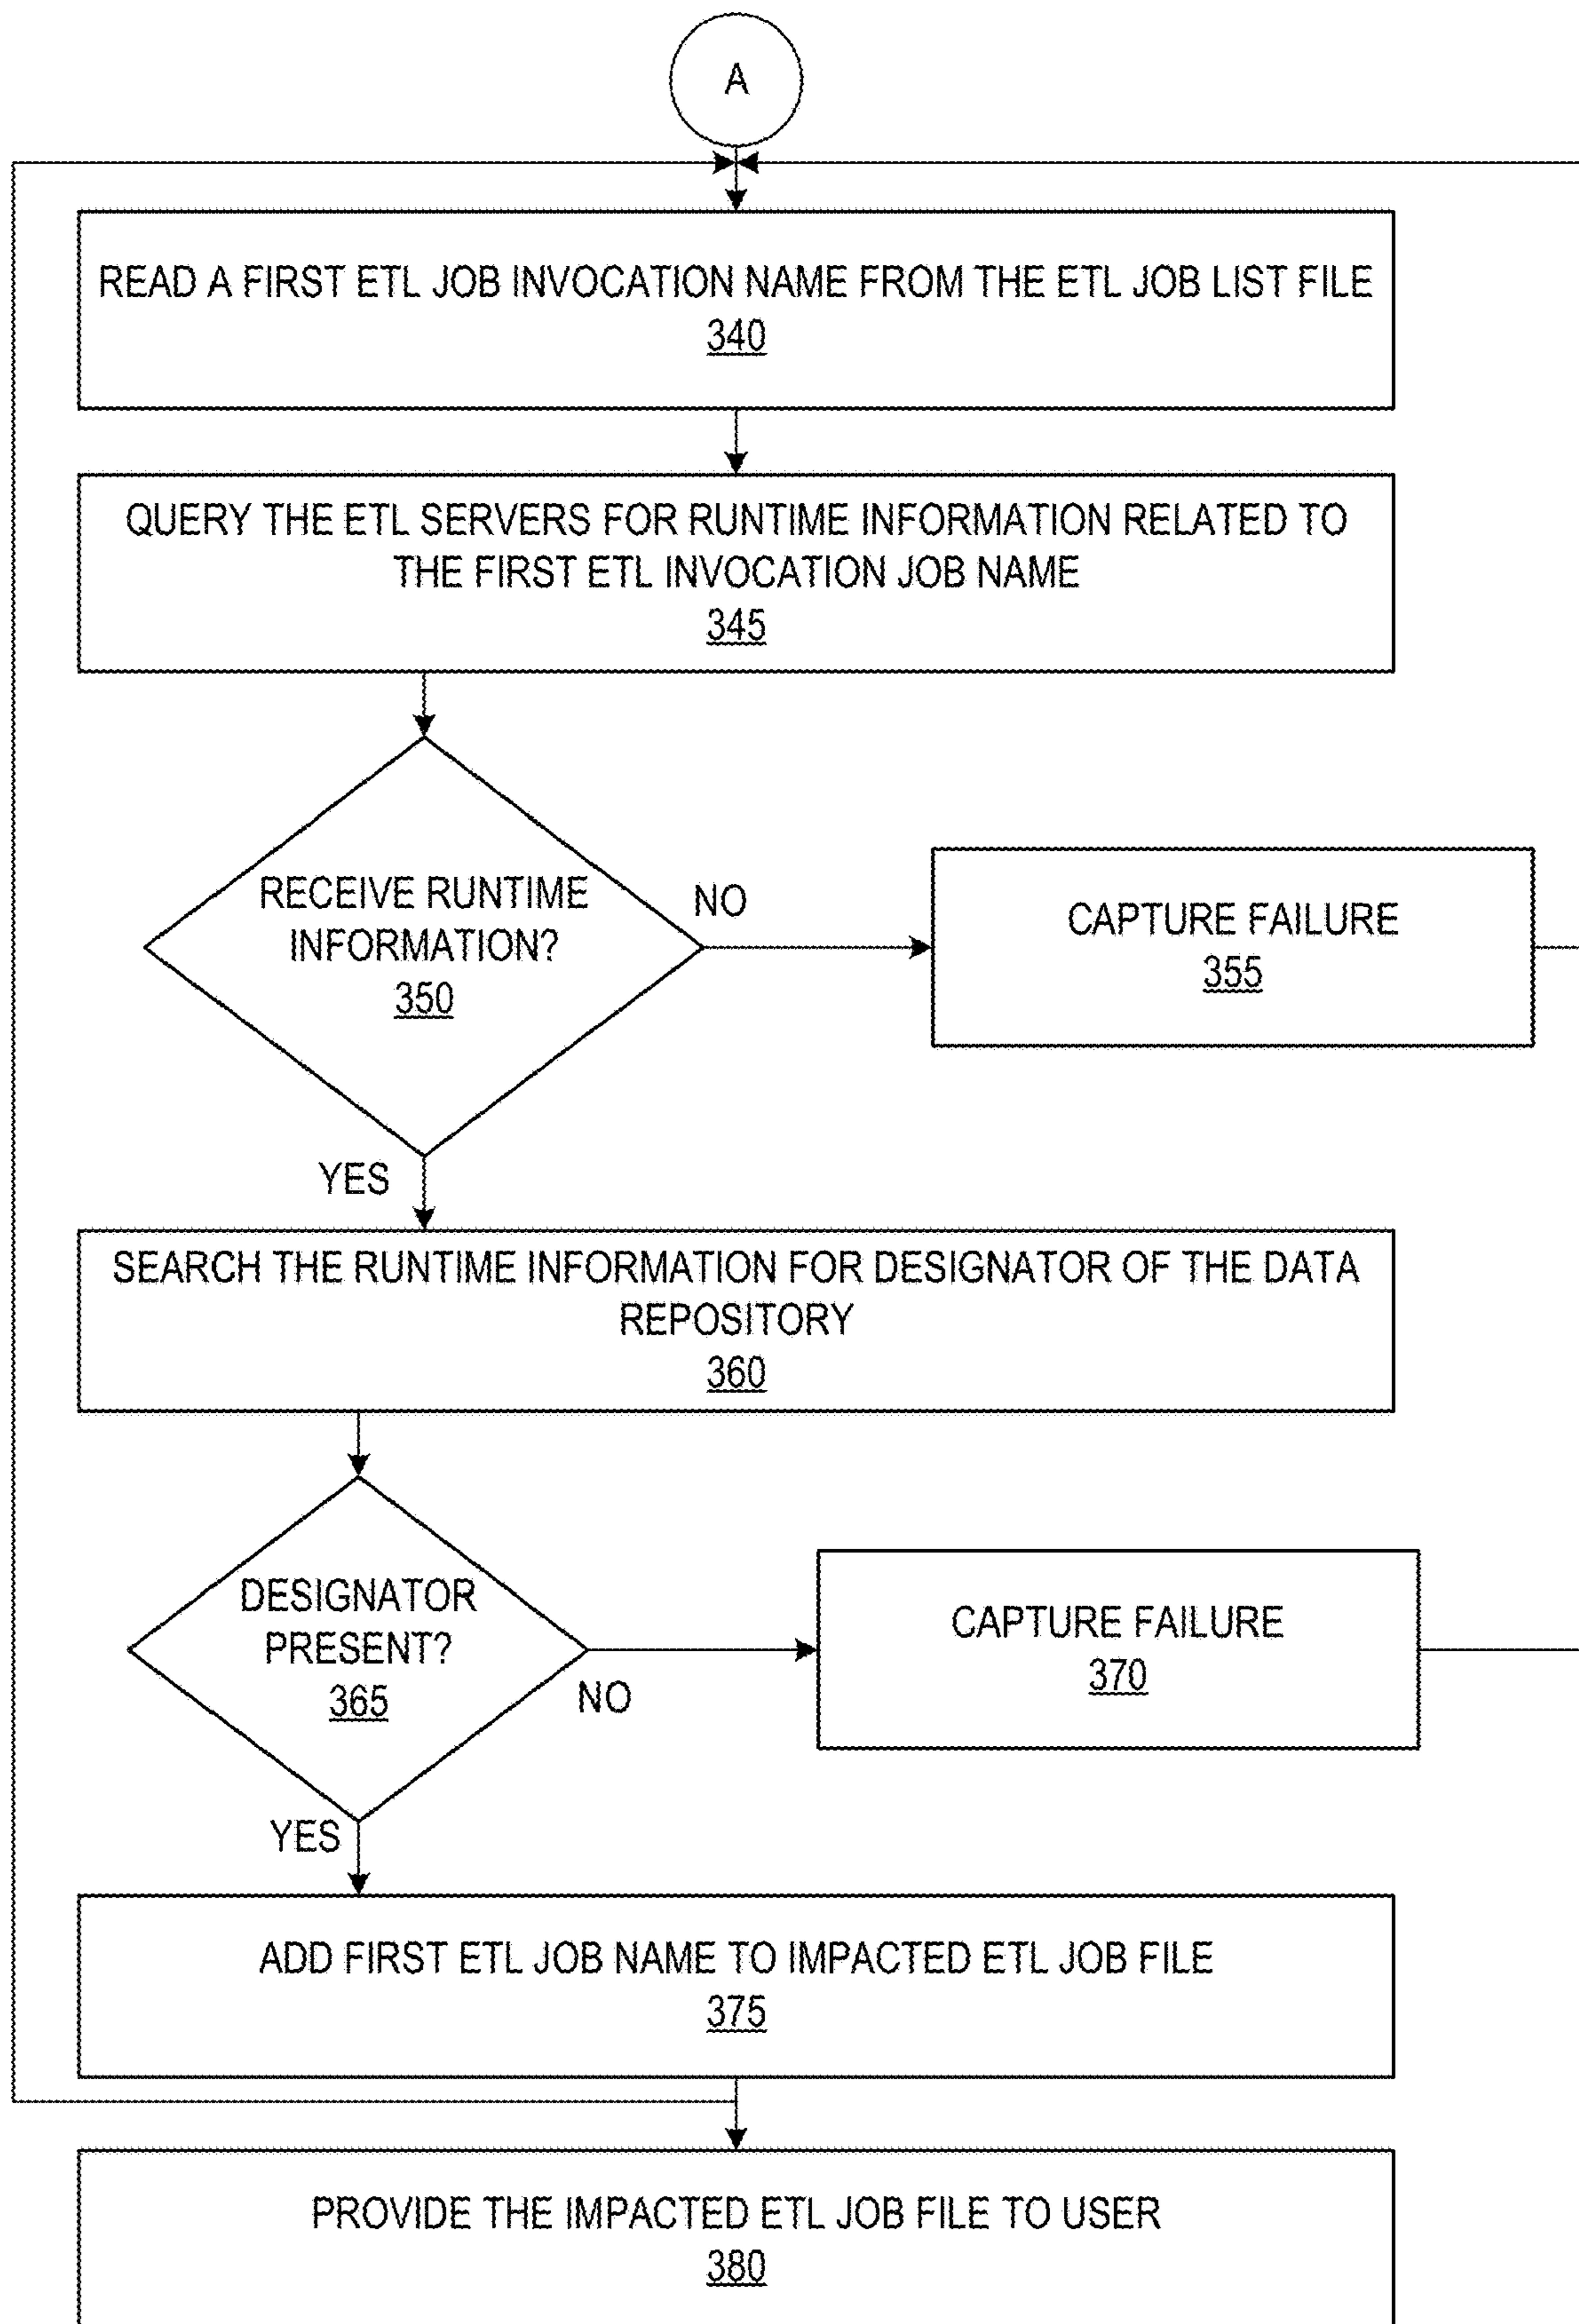 A
READ A FIRST ETL JOB INVOCATION NAME FROM THE ETL JOB LIST FILE
340
QUERY THE ETL SERVERS FOR RUNTIME INFORMATION RELATED TO
THE FIRST ETL INVOCATION JOB NAME
345
RECEIVE RUNTIME
INFORMATION?
350
NO
CAPTURE FAILURE
355
YES
SEARCH THE RUNTIME INFORMATION FOR DESIGNATOR OF THE DATA
REPOSITORY
360
DESIGNATOR
PRESENT?
365
NO
CAPTURE FAILURE
370
YES
ADD FIRST ETL JOB NAME TO IMPACTED ETL JOB FILE
375
PROVIDE THE IMPACTED ETL JOB FILE TO USER
380